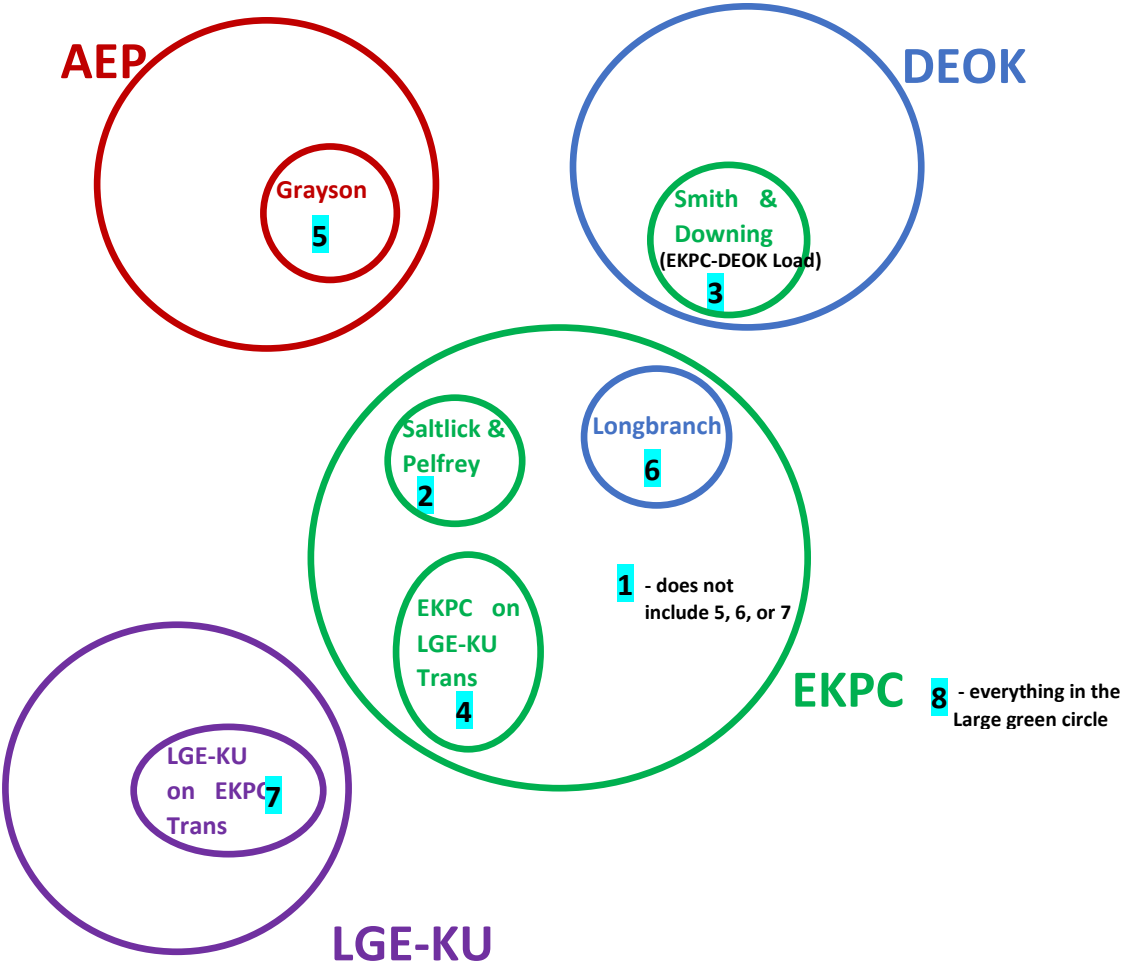 AEP
DEOK
Grayson
5
Smith &
Downing
(EKPC-DEOK Load)
3
Saltlick &
Pelfrey
2
Longbranch
6
1 - does not
include 5, 6, or 7
EKPC on
LGE-KU
Trans
4
EKPC
8 - everything in the
Large green circle
LGE-KU
on EKPC
Trans
7
LGE-KU